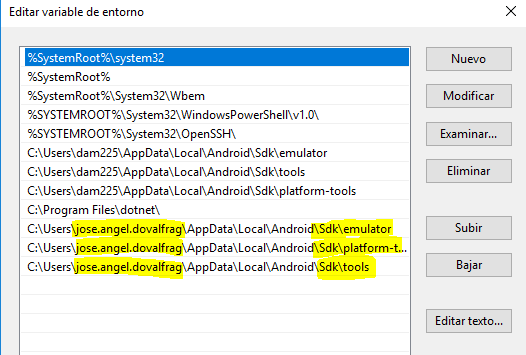 Editar variable de entorno
%SystemRoot%\system32
%SystemRoot%
%SystemRoot%\System32\Wbem
%SYSTEMROOT%\System32\WindowsPowerShell\v1.0\
%SYSTEMROOT%\System32\OpenSSH\
C:\Users\dam225\AppData\Local\Android\Sdk\emulator
C:\Users\dam225\AppData\Local\Android\Sdk\tools
C:\Users\dam225\AppData\Local\Android\Sdk\platform-tools
C:\Program Files\dotnet\
C:\Users\jose.angel.dovalfrag\AppData\Local\Android\Sdk\emulator
C:\Users\jose.angel.dovalfrag\AppData\Local\Android\Sdk\platform-t...
C:\Users\jose.angel.dovalfrag\AppData\Local\Android\Sdk\tools
Nuevo
Modificar
Examinar...
Eliminar
Subir
Bajar
Editar texto...